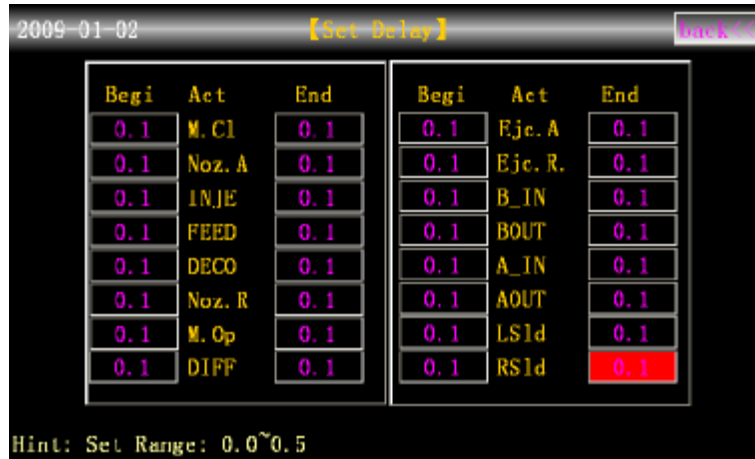 2009-01-02 【Set Delay】 back<<
Begi Act End Begi Act End
0.1 M.Cl 0.1 0.1 Ejc.A 0.1
0.1 Noz.A 0.1 0.1 Ejc.R. 0.1
0.1 INJE 0.1 0.1 B_IN 0.1
0.1 FEED 0.1 0.1 BOUT 0.1
0.1 DECO 0.1 0.1 A_IN 0.1
0.1 Noz.R 0.1 0.1 AOUT 0.1
0.1 M.Op 0.1 0.1 LSld 0.1
0.1 DIFF 0.1 0.1 RSld 0.1
Hint: Set Range: 0.0~0.5